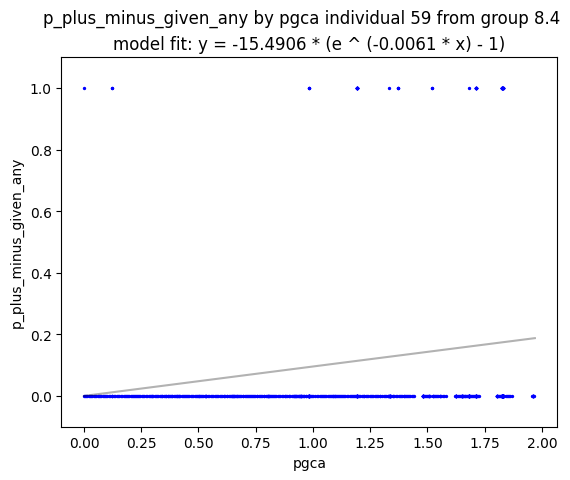 p_plus_minus_given_any by pgca individual 59 from group 8.4
model fit: y = -15.4906 * (e ^ (-0.0061 * x) - 1)
1.0
0.8
0.6
0.4
0.2
0.0
p_plus_minus_given_any
0.00 0.25 0.50 0.75 1.00 1.25 1.50 1.75 2.00
pgca